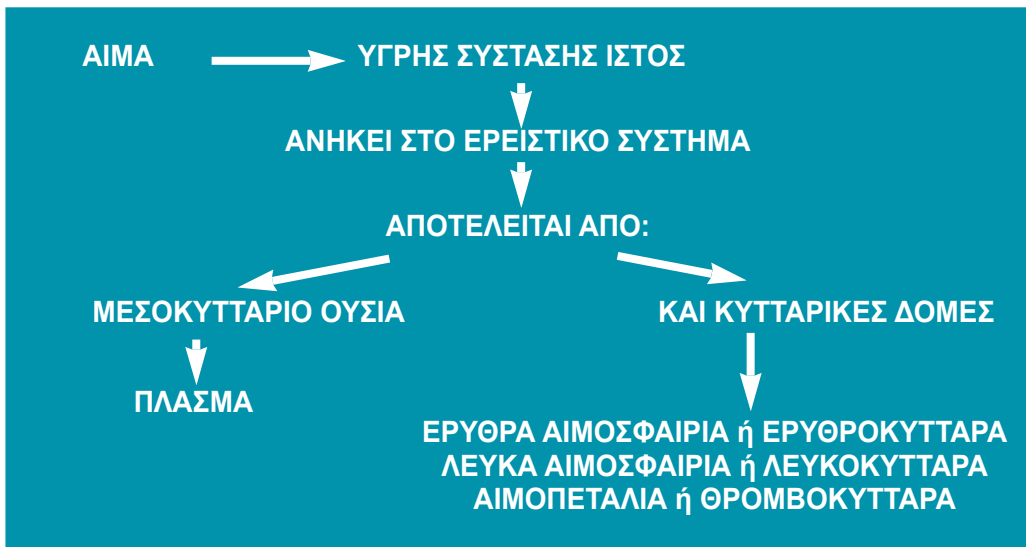 ΑΙΜΑ
ΥΓΡΗΣ ΣΥΣΤΑΣΗΣ ΙΣΤΟΣ
ΑΝΗΚΕΙ ΣΤΟ ΕΡΕΙΣΤΙΚΟ ΣΥΣΤΗΜΑ
ΑΠΟΤΕΛΕΙΤΑΙ ΑΠΟ:
ΜΕΣΟΚΥΤΤΑΡΙΟ ΟΥΣΙΑ
ΚΑΙ ΚΥΤΤΑΡΙΚΕΣ ΔΟΜΕΣ
ΠΛΑΣΜΑ
ΕΡΥΘΡΑ ΑΙΜΟΣΦΑΙΡΙΑ ή ΕΡΥΘΡΟΚΥΤΤΑΡΑ
ΛΕΥΚΑ ΑΙΜΟΣΦΑΙΡΙΑ ή ΛΕΥΚΟΚΥΤΤΑΡΑ
ΑΙΜΟΠΕΤΑΛΙΑ ή ΘΡΟΜΒΟΚΥΤΤΑΡΑ